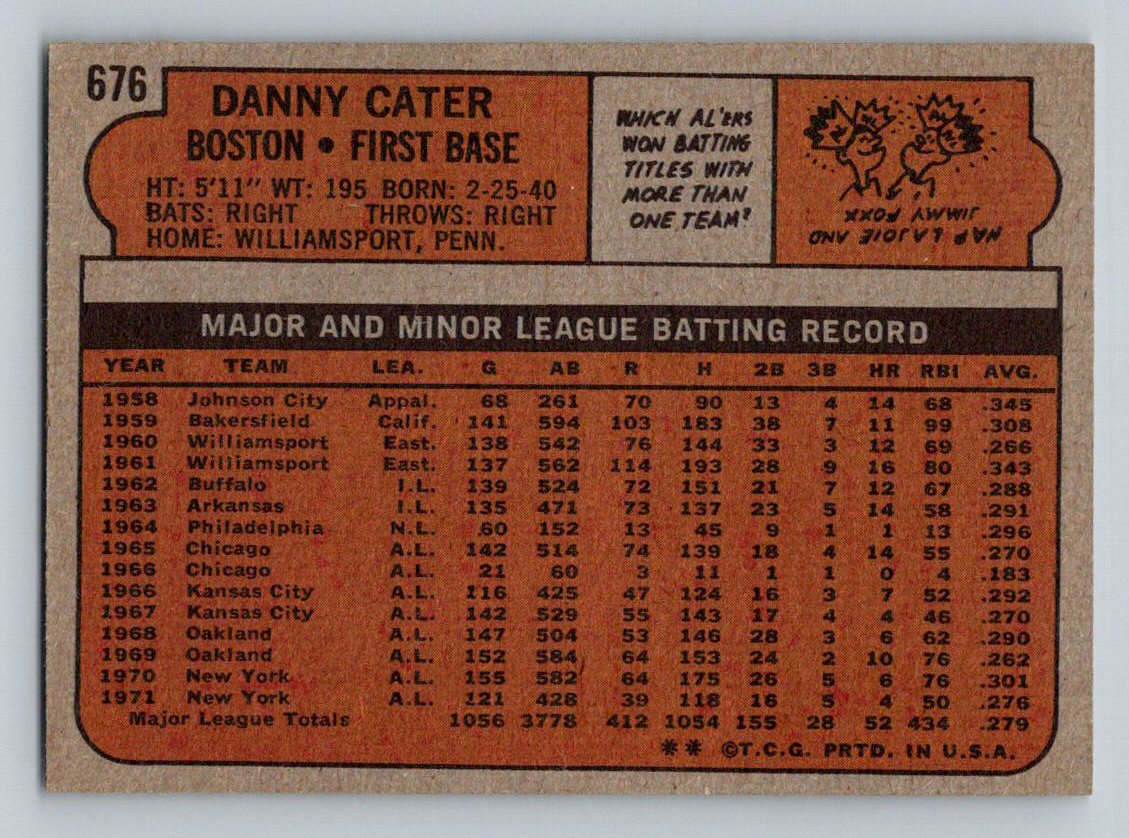 676
DANNY CATER
BOSTON • FIRST BASE
HT: 5'11" WT: 195 BORN: 2-25-40
BATS: RIGHT THROWS: RIGHT
HOME: WILLIAMSPORT, PENN.
WHICH AL'ERS
WON BATTING
TITLES WITH
MORE THAN
ONE TEAM?
NAP LAJOIE AND
JIMMY FOXX
MAJOR AND MINOR LEAGUE BATTING RECORD
YEAR TEAM LEA. G AB R H 2B 3B HR RBI AVG.
1958 Johnson City Appal. 68 261 70 90 13 4 14 68 .345
1959 Bakersfield Calif. 141 594 103 183 38 7 11 99 .308
1960 Williamsport East. 138 542 76 144 33 3 12 69 .266
1961 Williamsport East. 137 562 114 193 28 9 16 80 .343
1962 Buffalo I.L. 139 524 72 151 21 7 12 67 .288
1963 Arkansas I.L. 135 471 73 137 23 5 14 58 .291
1964 Philadelphia N.L. 60 152 13 45 9 1 1 13 .296
1965 Chicago A.L. 142 514 74 139 18 4 14 55 .270
1966 Chicago A.L. 21 60 3 11 1 1 0 4 .183
1966 Kansas City A.L. 116 425 47 124 16 3 7 52 .292
1967 Kansas City A.L. 142 529 55 143 17 4 4 46 .270
1968 Oakland A.L. 147 504 53 146 28 3 6 62 .290
1969 Oakland A.L. 152 584 64 153 24 2 10 76 .262
1970 New York A.L. 155 582 64 175 26 5 6 76 .301
1971 New York A.L. 121 428 39 118 16 5 4 50 .276
Major League Totals 1056 3778 412 1054 155 28 52 434 .279
** ©T.C.G. PRTD. IN U.S.A.